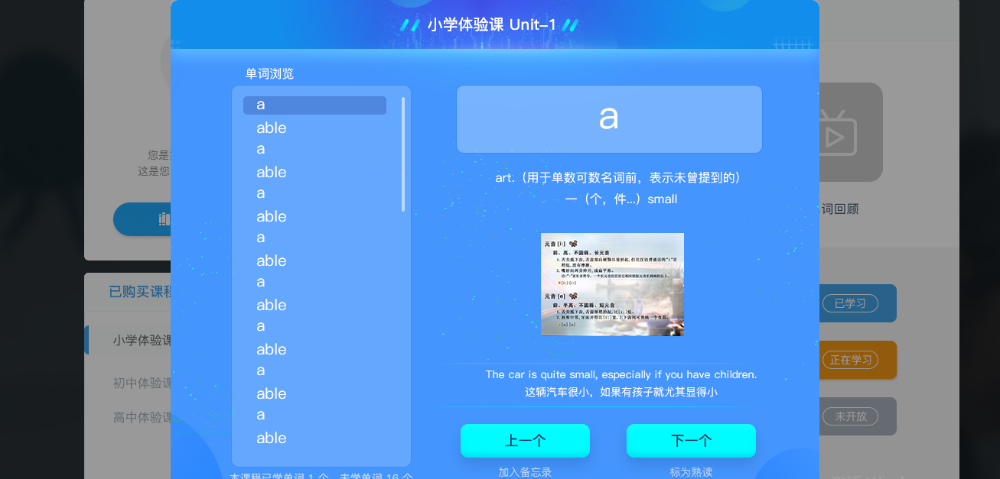 小学体验课 Unit-1
单词浏览
a
able
a
able
a
able
a
able
a
able
a
able
a
able
a
able
a
art.（用于单数可数名词前，表示未曾提到的）
一（个，件...）small
元音 [i:]
前、高、不圆唇、长元音
元音 [e]
前、半高、不圆唇、短元音
The car is quite small, especially if you have children.
这辆汽车很小，如果有孩子就尤其显得小
上一个
下一个
加入备忘录
标为熟读
本课程已学单词 1 个，未学单词 16 个
您是
这是您
已购买课程
小学体验课
初中体验课
高中体验课
词回顾
已学习
正在学习
未开放